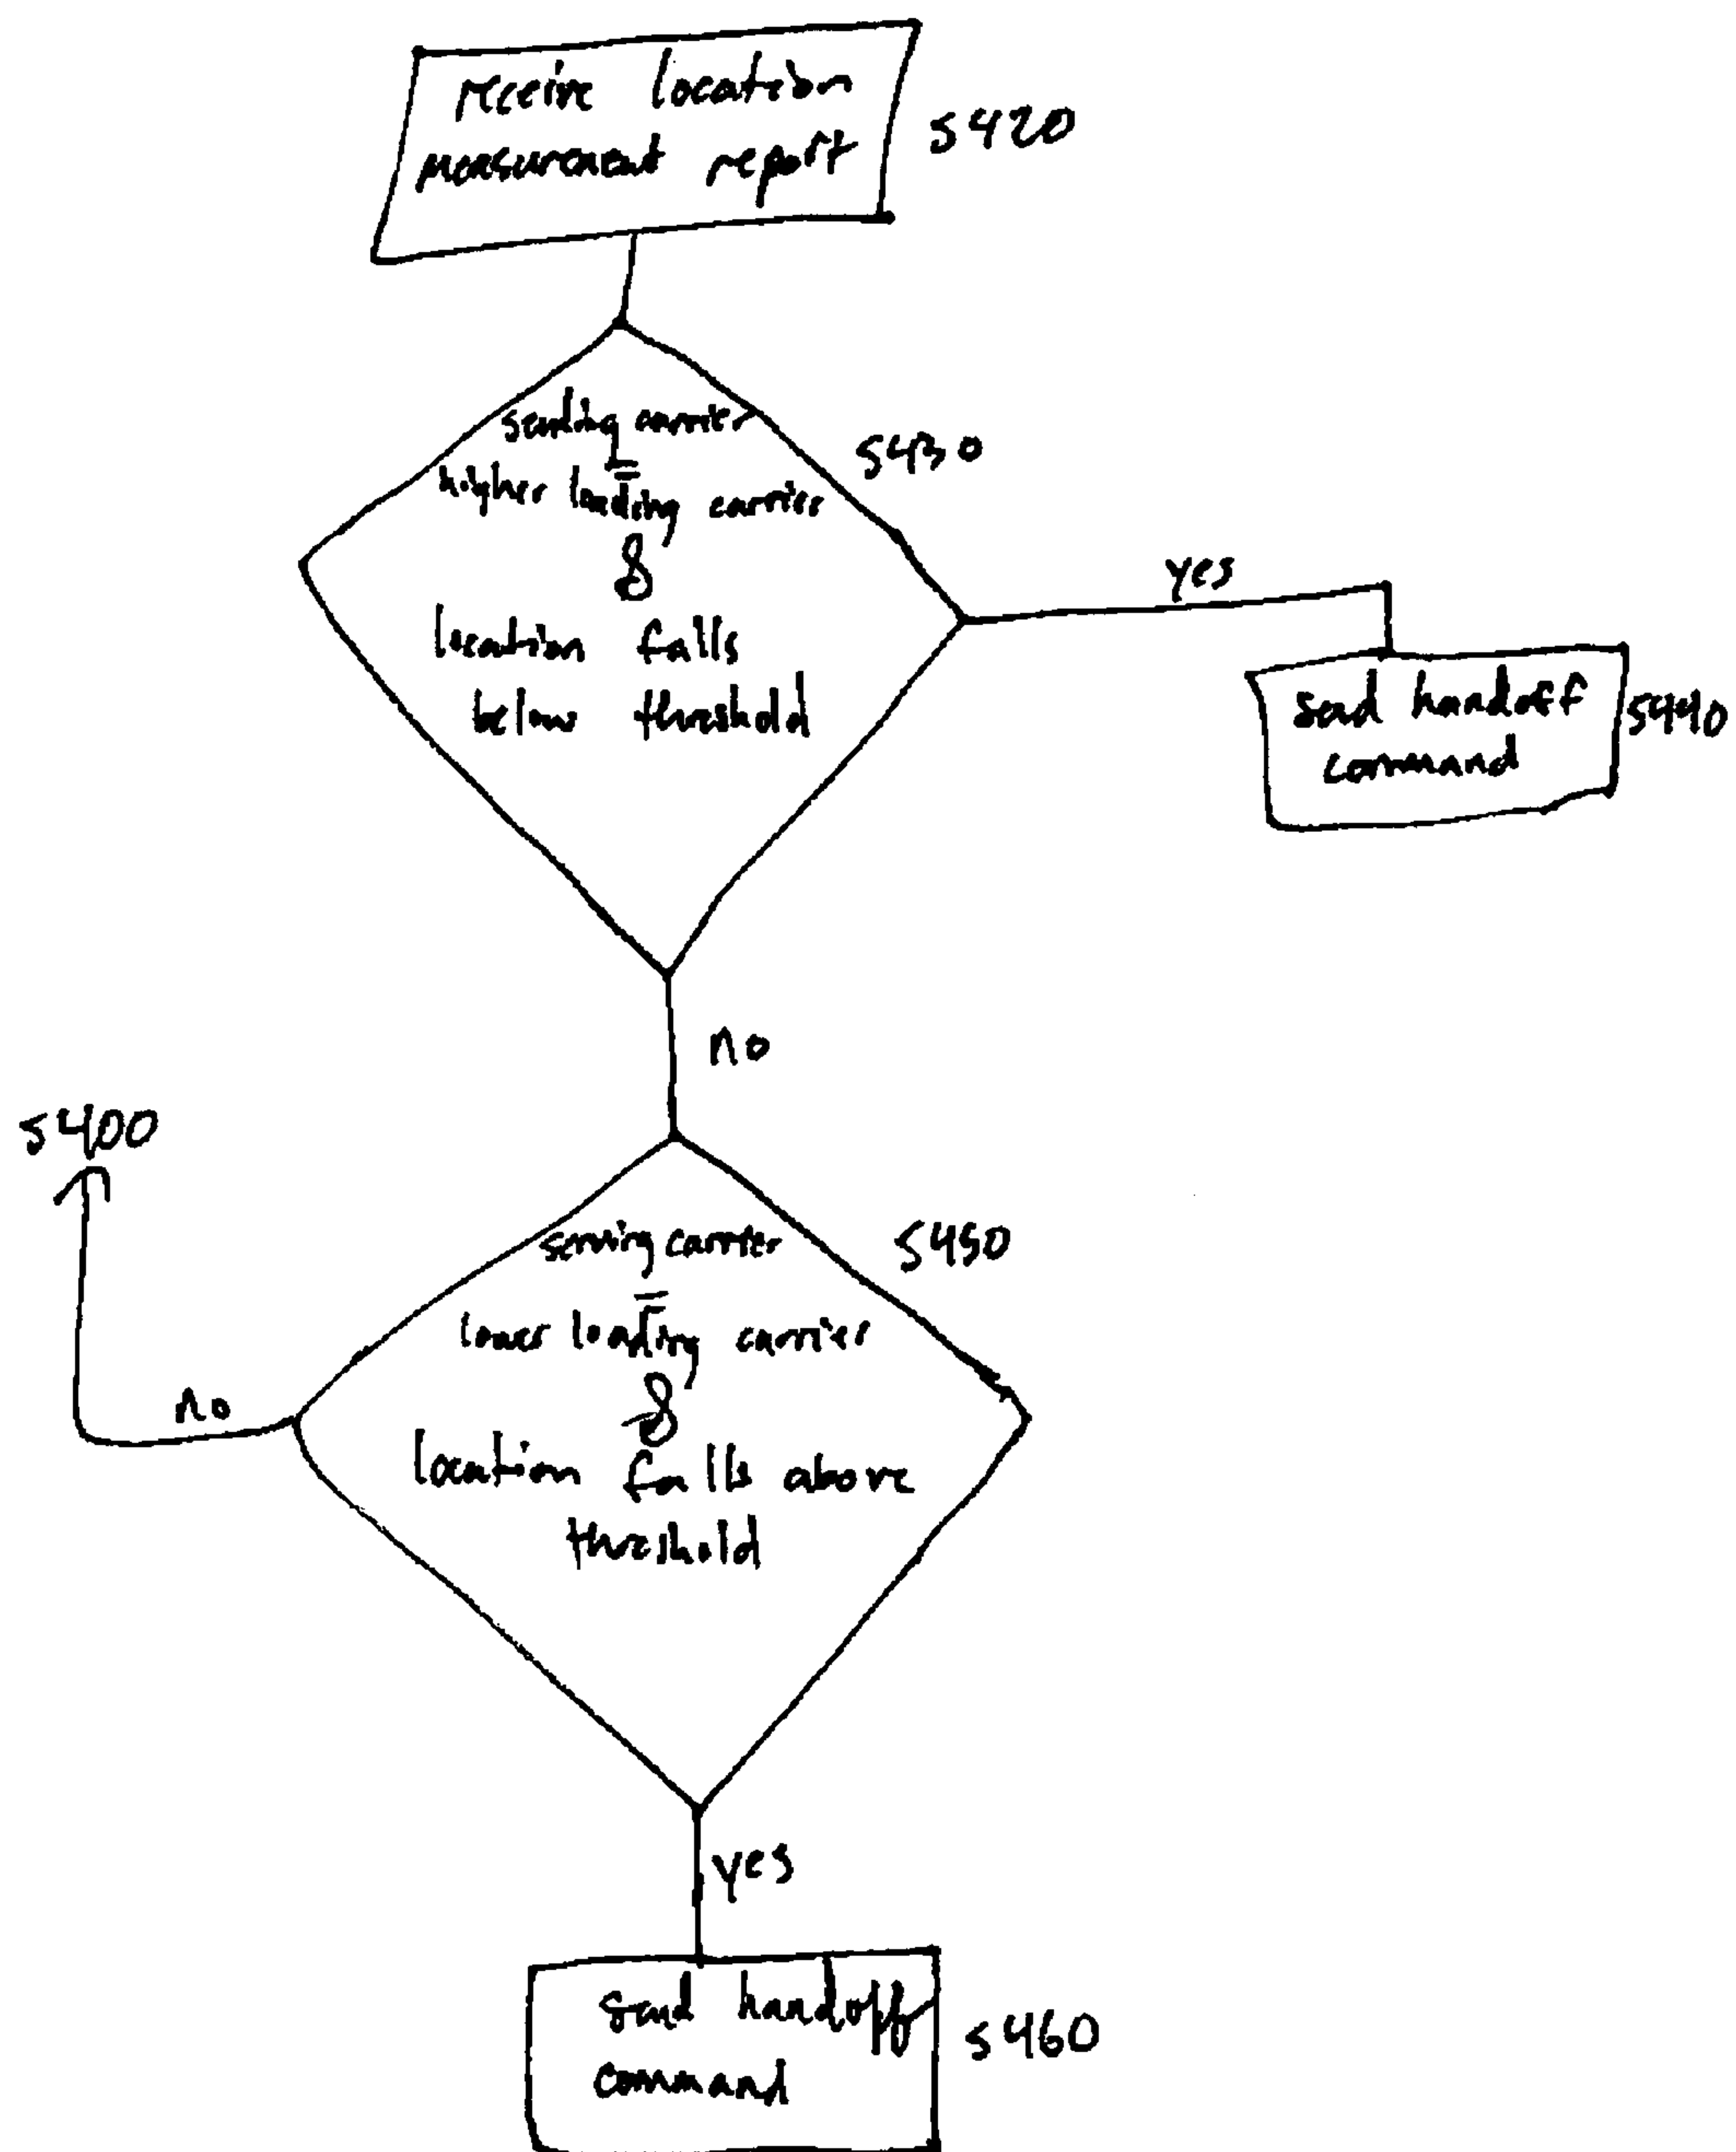 receive location
measurement report
S420
sending carrier
=
higher loading carrier
&
location falls
below threshold
S430
yes
send handoff
command
S440
no
S400
serving carrier
=
lower loading carrier
&
location falls above
threshold
S450
no
yes
send handoff
command
S460